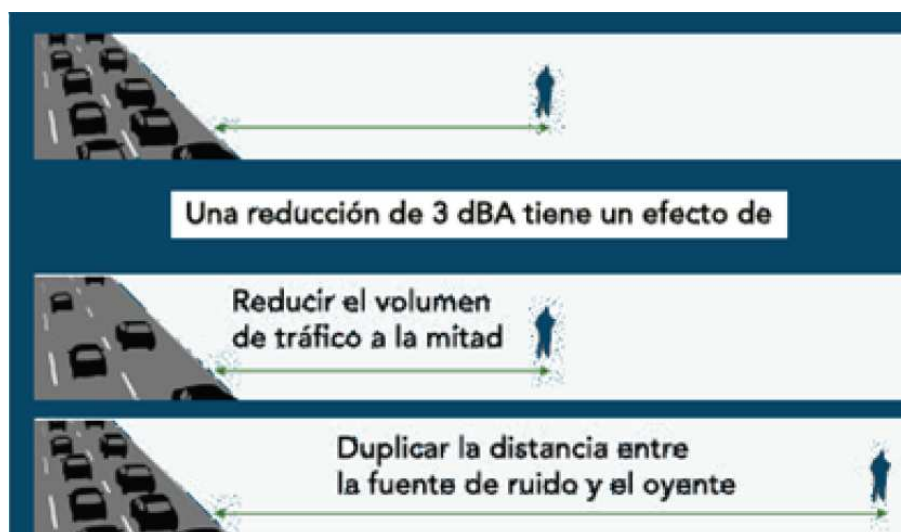 Una reducción de 3 dBA tiene un efecto de
Reducir el volumen
de tráfico a la mitad
Duplicar la distancia entre
la fuente de ruido y el oyente